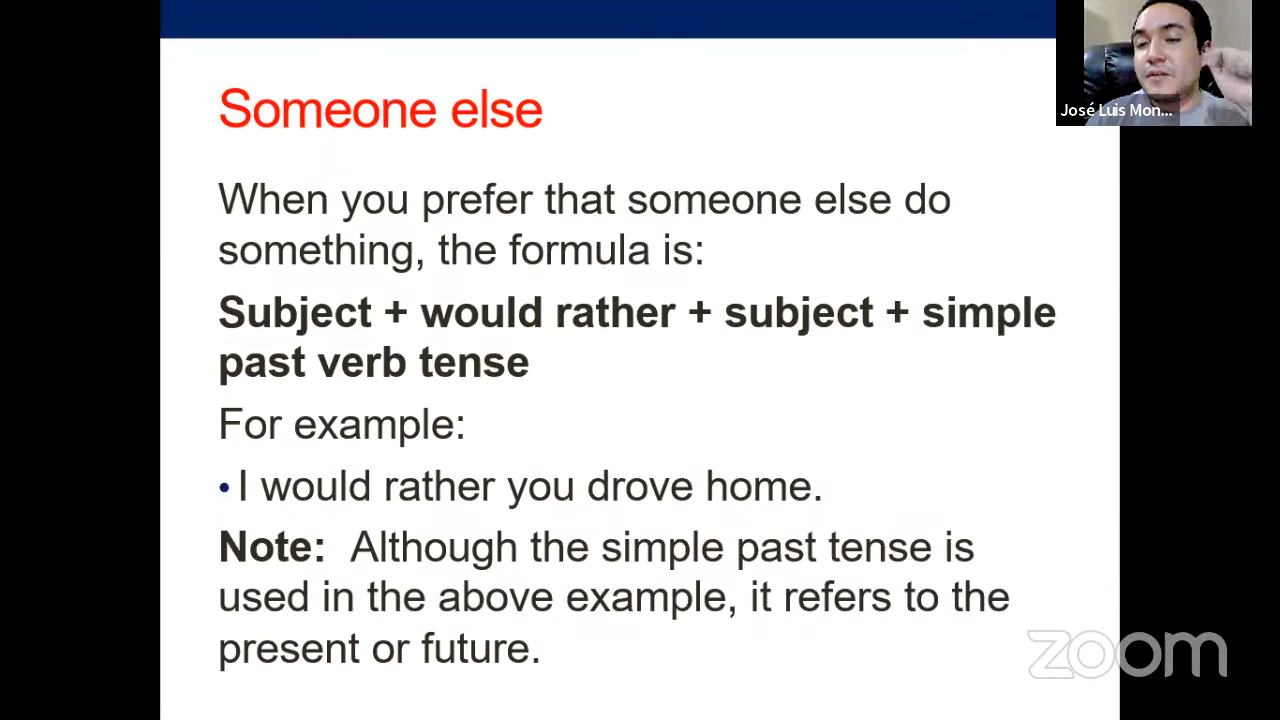 Someone else
When you prefer that someone else do
something, the formula is:
Subject + would rather + subject + simple
past verb tense
For example:
• I would rather you drove home.
Note: Although the simple past tense is
used in the above example, it refers to the
present or future.
José Luis Mon...
zoom